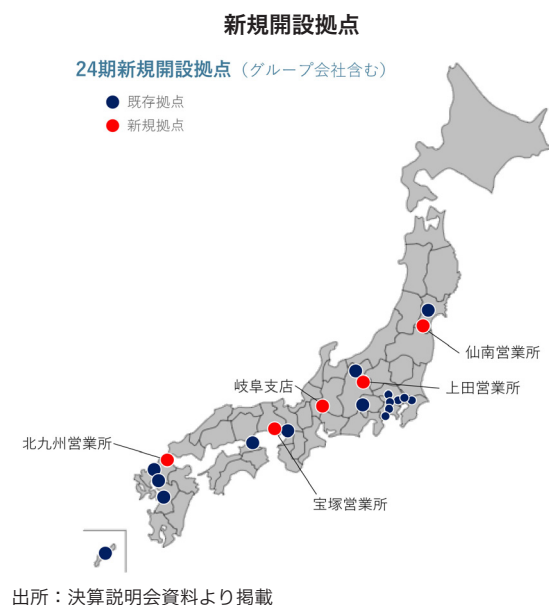 新規開設拠点
24期新規開設拠点（グループ会社含む）
既存拠点
新規拠点
仙南営業所
上田営業所
岐阜支店
北九州営業所
宝塚営業所
出所：決算説明会資料より掲載